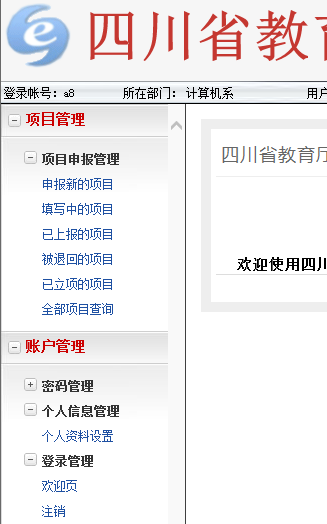 四川省教育
登录帐号：a8 所在部门：计算机系 用户
项目管理
四川省教育厅
项目申报管理
申报新的项目
填写中的项目
已上报的项目
被退回的项目
欢迎使用四川
已立项的项目
全部项目查询
账户管理
密码管理
个人信息管理
个人资料设置
登录管理
欢迎页
注销